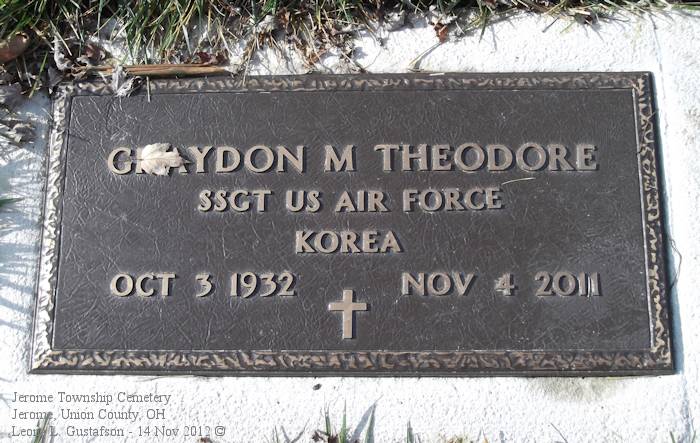 GRAYDON M THEODORE
SSGT US AIR FORCE
KOREA
OCT 3 1932 NOV 4 2011
Jerome Township Cemetery
Jerome, Union County, OH
L. Gustafson - 14 Nov 2012 ©